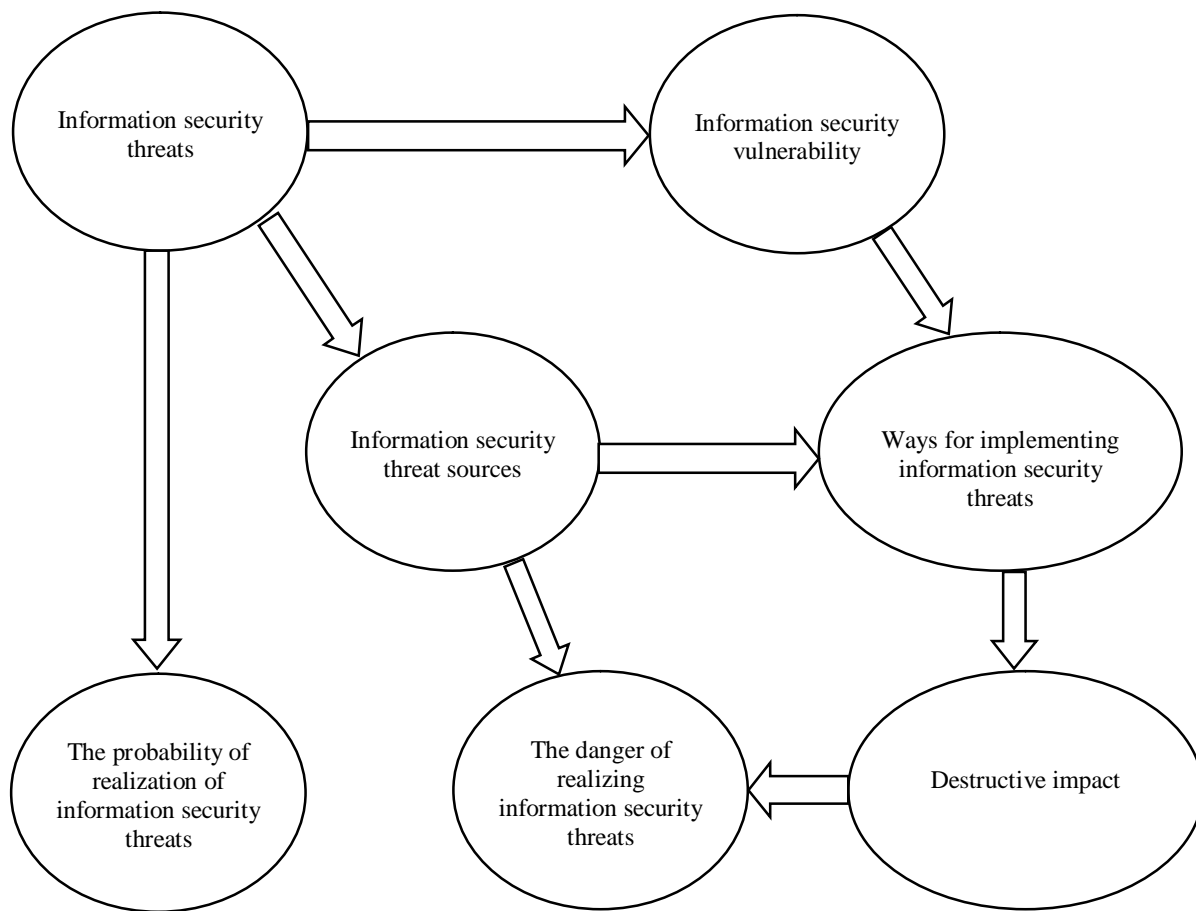 Information security
threats
Information security
vulnerability
Information security
threat sources
Ways for implementing
information security
threats
The probability of
realization of
information security
threats
The danger of
realizing
information security
threats
Destructive impact